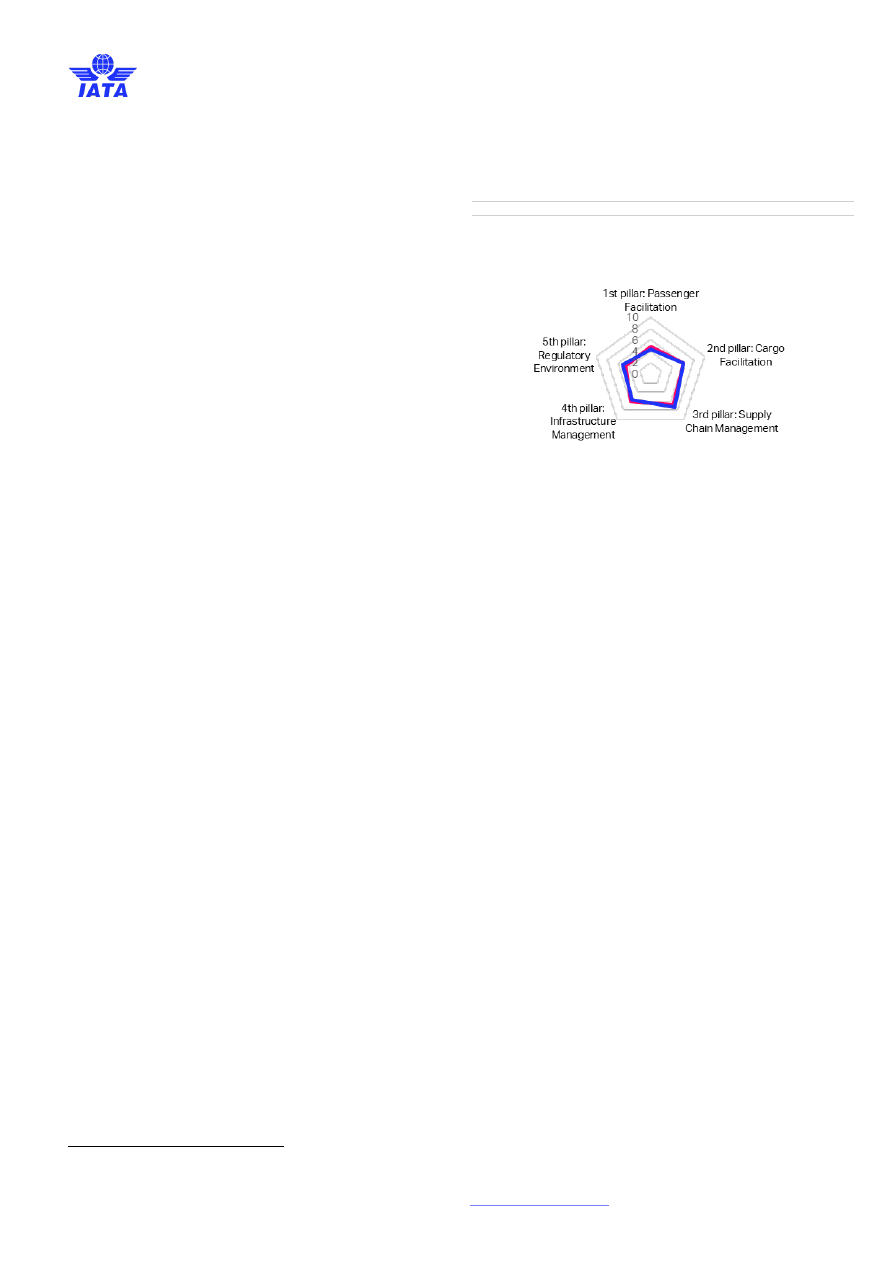 IATA
1st pillar: Passenger
Facilitation
10
8
6
4
2
0
5th pillar:
Regulatory
Environment
2nd pillar: Cargo
Facilitation
4th pillar:
Infrastructure
Management
3rd pillar: Supply
Chain Management